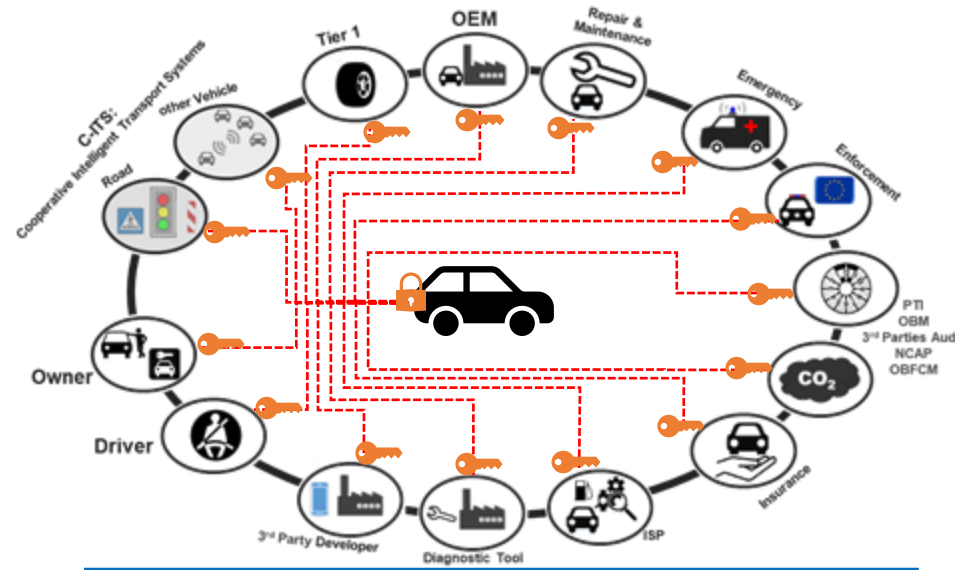 OEM
Tier 1
Repair &
Maintenance
Emergency
Enforcement
C-ITS:
Cooperative Intelligent Transport Systems
other Vehicle
Road
PTI
OBM
3rd Parties Aud
NCAP
OBFCM
CO2
Owner
Driver
Insurance
ISP
3rd Party Developer
Diagnostic Tool